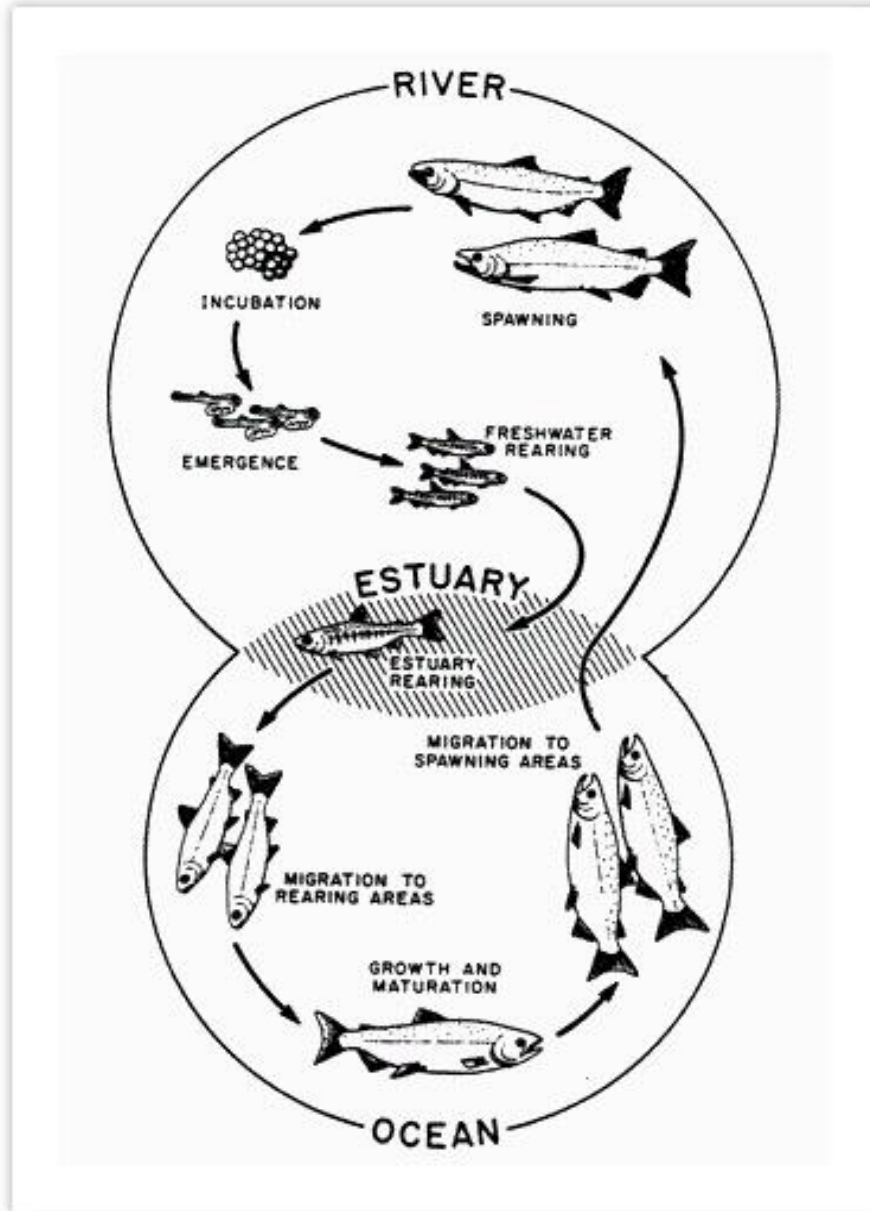 RIVER
INCUBATION
SPAWNING
EMERGENCE
FRESHWATER
REARING
ESTUARY
ESTUARY
REARING
MIGRATION TO
SPAWNING AREAS
MIGRATION TO
REARING AREAS
GROWTH AND
MATURATION
OCEAN